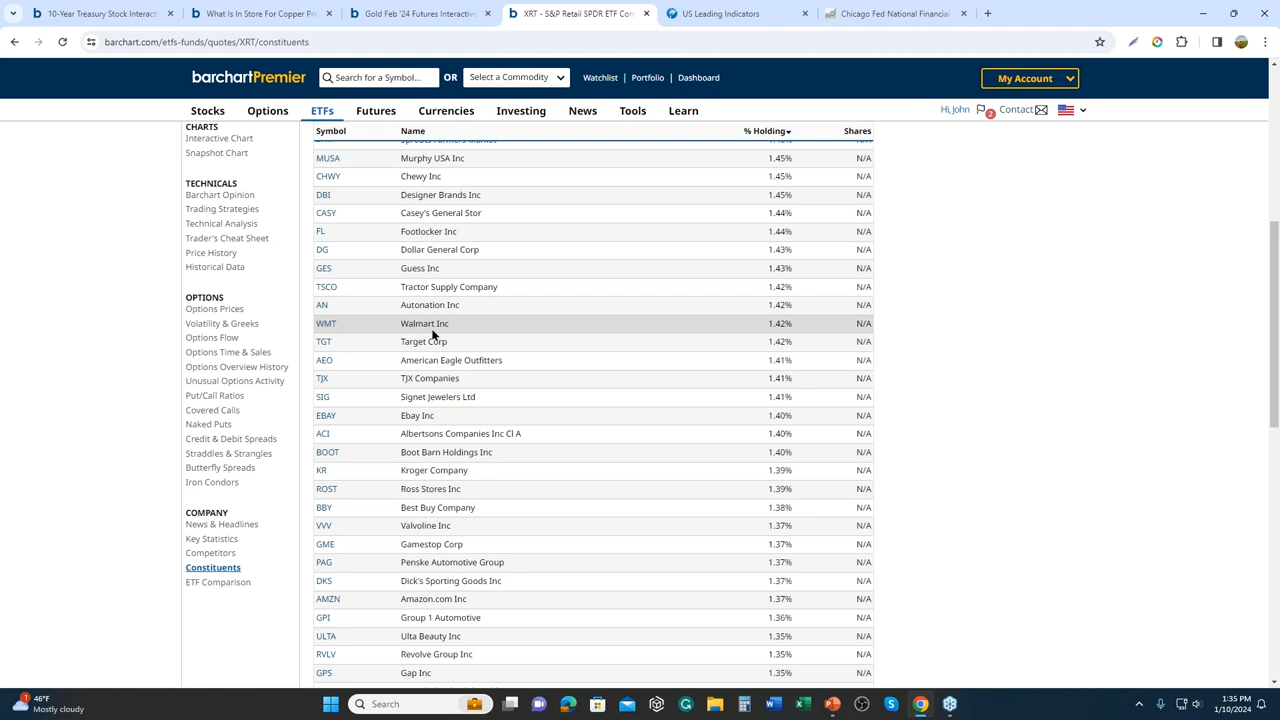 10-Year Treasury Stock Interacti
What Is In Store For Copper Pri
Gold Feb '24 Futures Interactive
XRT - S&P Retail SPDR ETF Con
US Leading Indicators
Chicago Fed National Financial
barchart.com/etfs-funds/quotes/XRT/constituents
barchartPremier
Search for a Symbol...
OR
Select a Commodity
Watchlist
Portfolio
Dashboard
My Account
Stocks
Options
ETFs
Futures
Currencies
Investing
News
Tools
Learn
Hi, John
2
Contact
CHARTS
Interactive Chart
Snapshot Chart
TECHNICALS
Barchart Opinion
Trading Strategies
Technical Analysis
Trader's Cheat Sheet
Price History
Historical Data
OPTIONS
Options Prices
Volatility & Greeks
Options Flow
Options Time & Sales
Options Overview History
Unusual Options Activity
Put/Call Ratios
Covered Calls
Naked Puts
Credit & Debit Spreads
Straddles & Strangles
Butterfly Spreads
Iron Condors
COMPANY
News & Headlines
Key Statistics
Competitors
Constituents
ETF Comparison
Symbol Name % Holding Shares
Sprouts Farmers Market
MUSA Murphy USA Inc 1.45% N/A
CHWY Chewy Inc 1.45% N/A
DBI Designer Brands Inc 1.45% N/A
CASY Casey's General Stor 1.44% N/A
FL Footlocker Inc 1.44% N/A
DG Dollar General Corp 1.43% N/A
GES Guess Inc 1.43% N/A
TSCO Tractor Supply Company 1.42% N/A
AN Autonation Inc 1.42% N/A
WMT Walmart Inc 1.42% N/A
TGT Target Corp 1.42% N/A
AEO American Eagle Outfitters 1.41% N/A
TJX TJX Companies 1.41% N/A
SIG Signet Jewelers Ltd 1.41% N/A
EBAY Ebay Inc 1.40% N/A
ACI Albertsons Companies Inc Cl A 1.40% N/A
BOOT Boot Barn Holdings Inc 1.40% N/A
KR Kroger Company 1.39% N/A
ROST Ross Stores Inc 1.39% N/A
BBY Best Buy Company 1.38% N/A
VVV Valvoline Inc 1.37% N/A
GME Gamestop Corp 1.37% N/A
PAG Penske Automotive Group 1.37% N/A
DKS Dick's Sporting Goods Inc 1.37% N/A
AMZN Amazon.com Inc 1.37% N/A
GPI Group 1 Automotive 1.36% N/A
ULTA Ulta Beauty Inc 1.35% N/A
RVLV Revolve Group Inc 1.35% N/A
GPS Gap Inc 1.35% N/A
1
46°F
Mostly cloudy
Search
1:35 PM
1/10/2024